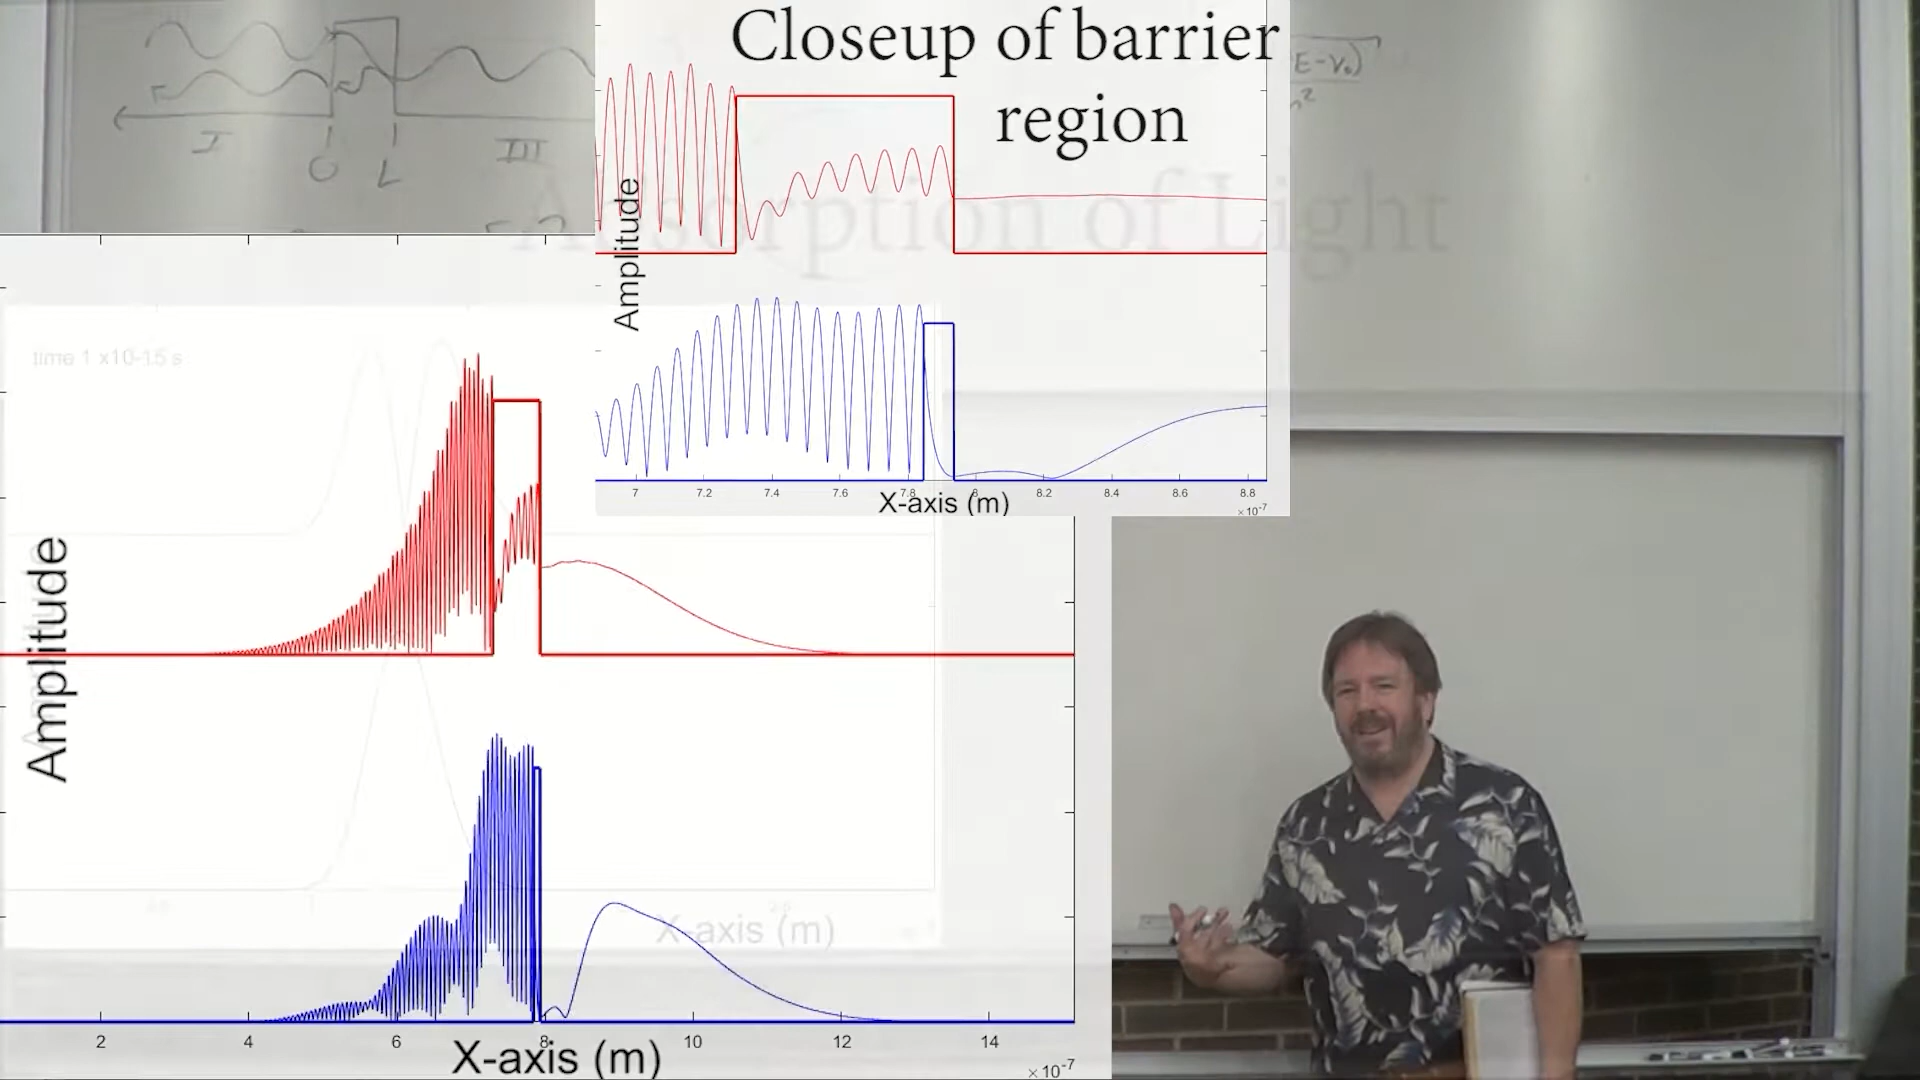 I
III
O
L
E-V₀)
Closeup of barrier
region
Adsorption of Light
Amplitude
7 7.2 7.4 7.6 7.8 8 8.2 8.4 8.6 8.8
X-axis (m)
×10⁻⁷
time 1 x10-15 s
Amplitude
X-axis (m)
2 4 6 8 10 12 14
X-axis (m)
×10⁻⁷